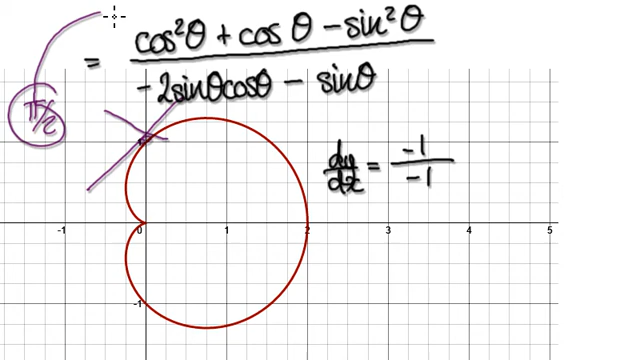 = cos²θ + cos θ − sin²θ / −2sinθcosθ − sinθ
π/2
dy/dx = −1/−1
-1 0 1 2 3 4 5
-1